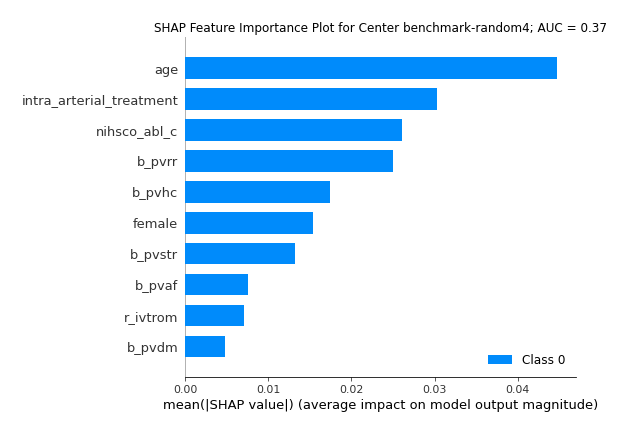 SHAP Feature Importance Plot for Center benchmark-random4; AUC = 0.37
age
intra_arterial_treatment
nihsco_abl_c
b_pvrr
b_pvhc
female
b_pvstr
b_pvaf
r_ivtrom
b_pvdm
Class 0
0.00 0.01 0.02 0.03 0.04
mean(|SHAP value|) (average impact on model output magnitude)